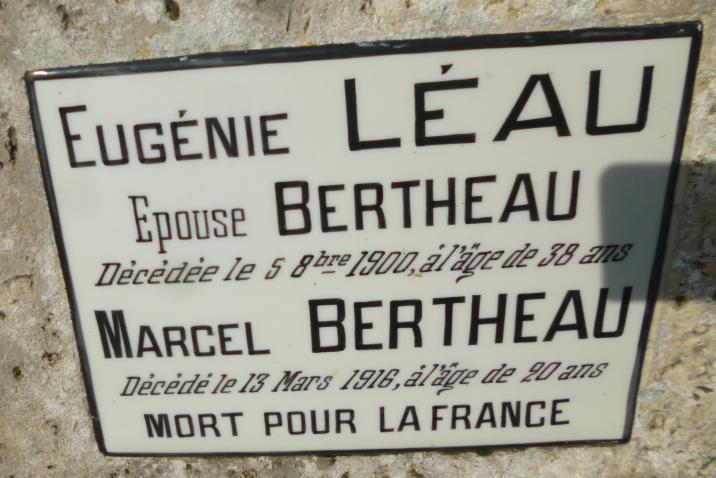 EUGÉNIE LÉAU
Epouse BERTHEAU
Décédée le 5 8bre 1900, à l'âge de 38 ans
MARCEL BERTHEAU
Décédé le 13 Mars 1916, à l'âge de 20 ans
MORT POUR LA FRANCE